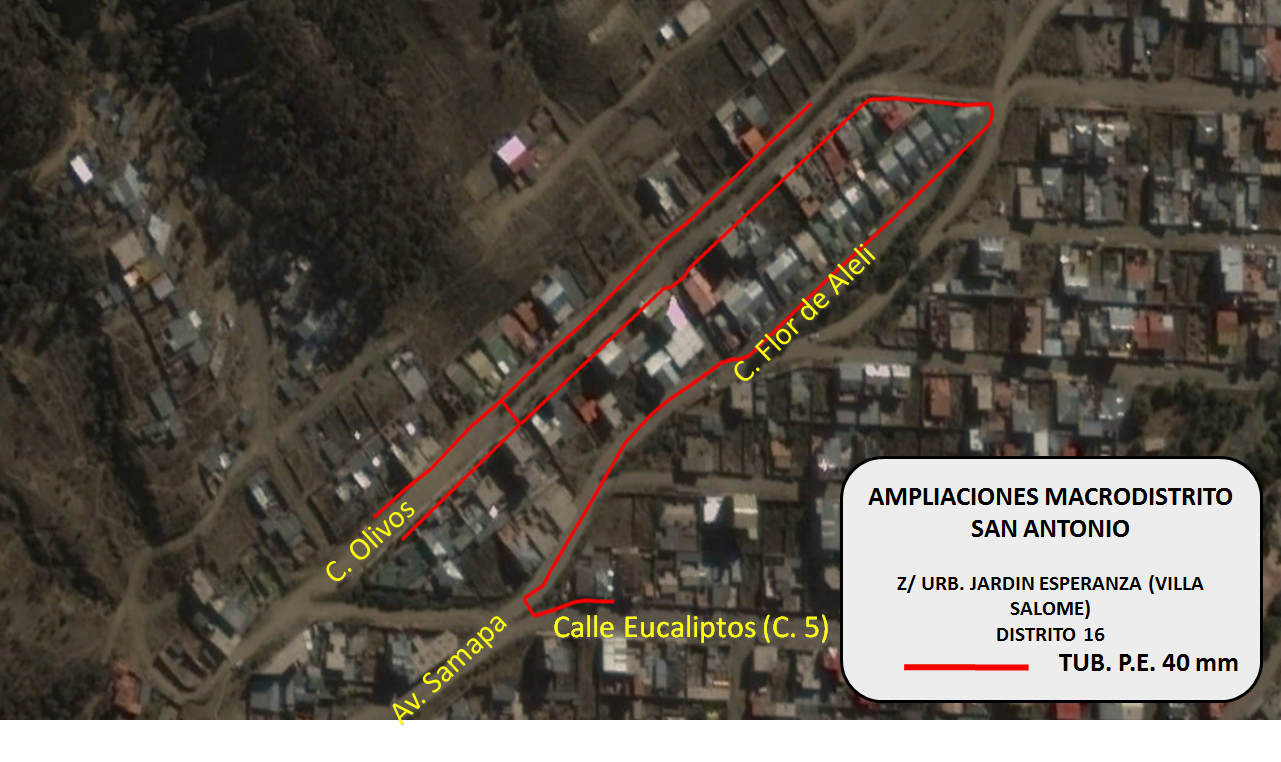 C. Flor de Aleli
C. Olivos
Av. Samapa
Calle Eucaliptos (C. 5)
AMPLIACIONES MACRODISTRITO
SAN ANTONIO
Z/ URB. JARDIN ESPERANZA (VILLA
SALOME)
DISTRITO 16
TUB. P.E. 40 mm